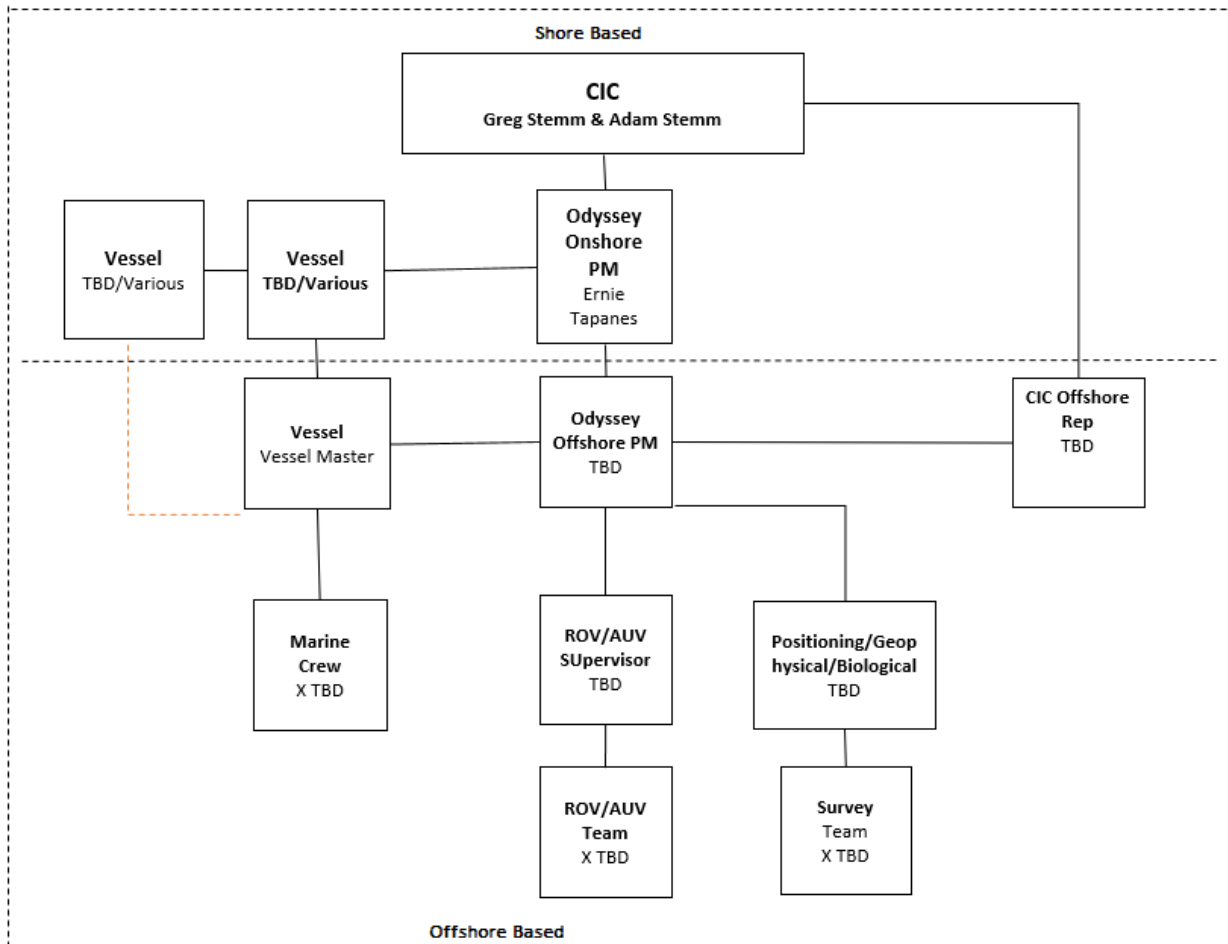 Shore Based
CIC
Greg Stemm & Adam Stemm
Vessel
TBD/Various
Vessel
TBD/Various
Odyssey
Onshore
PM
Ernie
Tapanes
Vessel
Vessel Master
Odyssey
Offshore PM
TBD
CIC Offshore
Rep
TBD
Marine
Crew
X TBD
ROV/AUV
SUpervisor
TBD
Positioning/Geop
hysical/Biological
TBD
ROV/AUV
Team
X TBD
Survey
Team
X TBD
Offshore Based